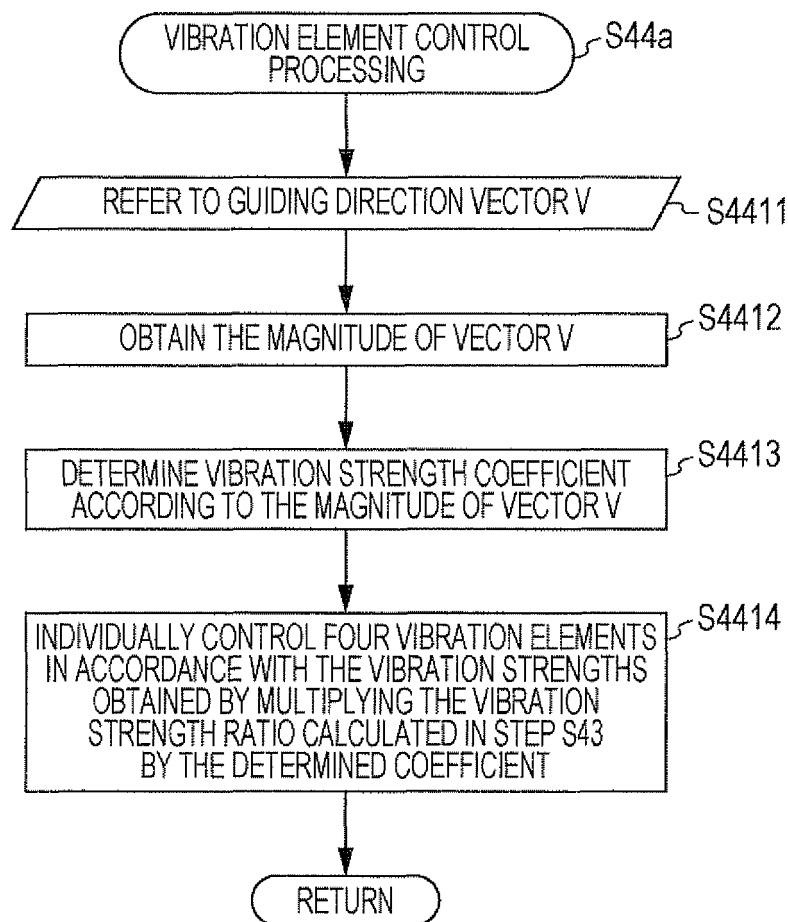 VIBRATION ELEMENT CONTROL
PROCESSING
S44a
REFER TO GUIDING DIRECTION VECTOR V
S4411
OBTAIN THE MAGNITUDE OF VECTOR V
S4412
DETERMINE VIBRATION STRENGTH COEFFICIENT
ACCORDING TO THE MAGNITUDE OF VECTOR V
S4413
INDIVIDUALLY CONTROL FOUR VIBRATION ELEMENTS
IN ACCORDANCE WITH THE VIBRATION STRENGTHS
OBTAINED BY MULTIPLYING THE VIBRATION
STRENGTH RATIO CALCULATED IN STEP S43
BY THE DETERMINED COEFFICIENT
S4414
RETURN